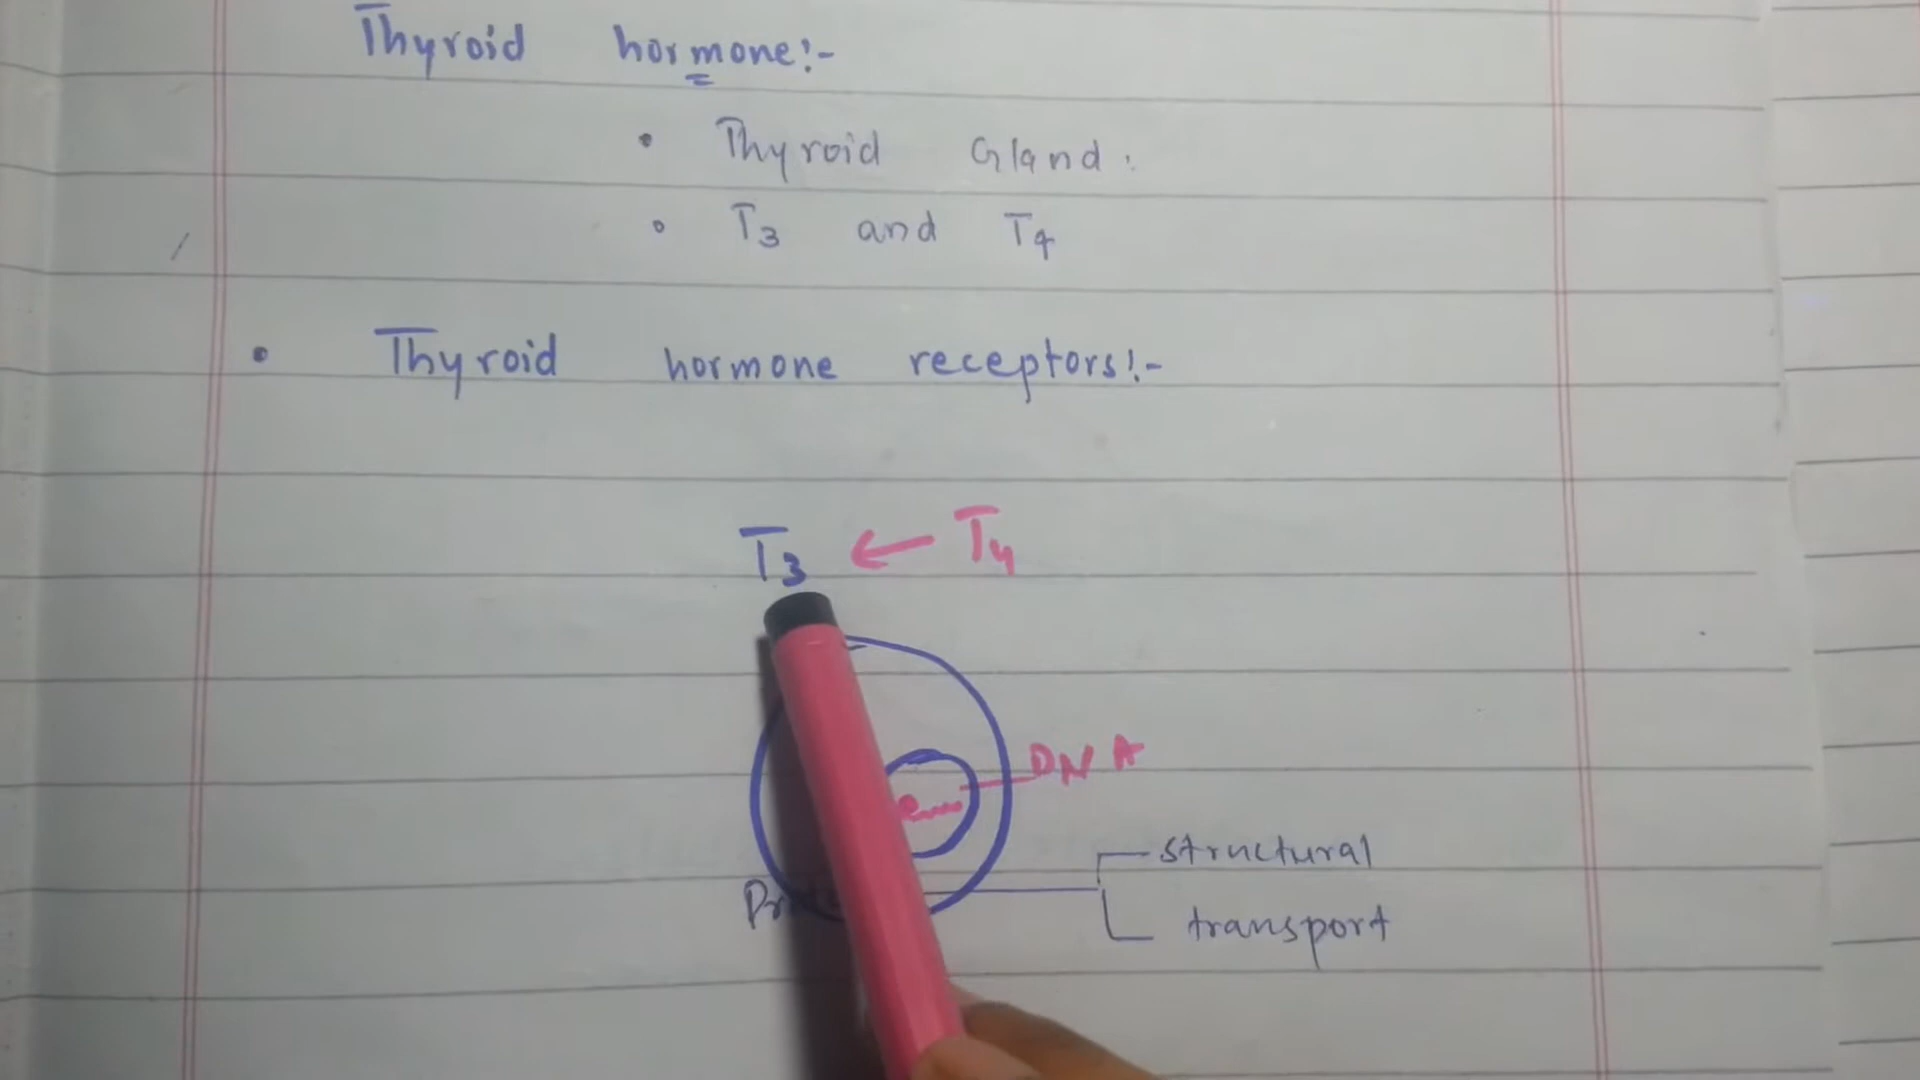 Thyroid hormone:-
• Thyroid Gland.
• T3 and T4
• Thyroid hormone receptors:-
T3 ← T4
DNA
structural
transport